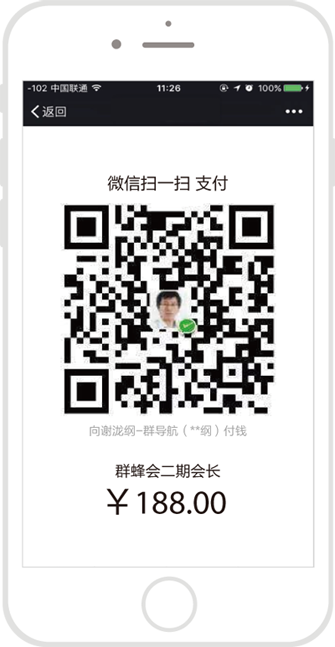 -102 中国联通 11:26 100%
返回
微信扫一扫 支付
向谢泷纲-群导航（**纲）付钱
群蜂会二期会长
￥188.00